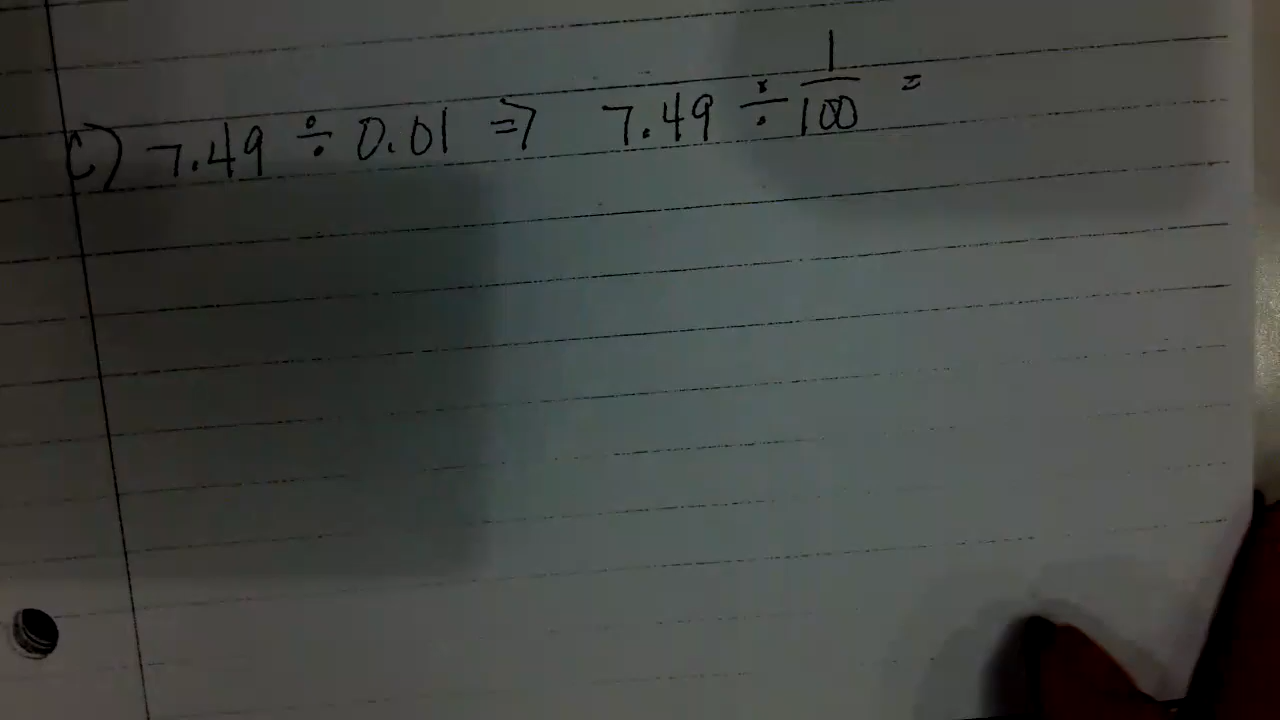 C) 7.49 ÷ 0.01 => 7.49 ÷ 1/100 =